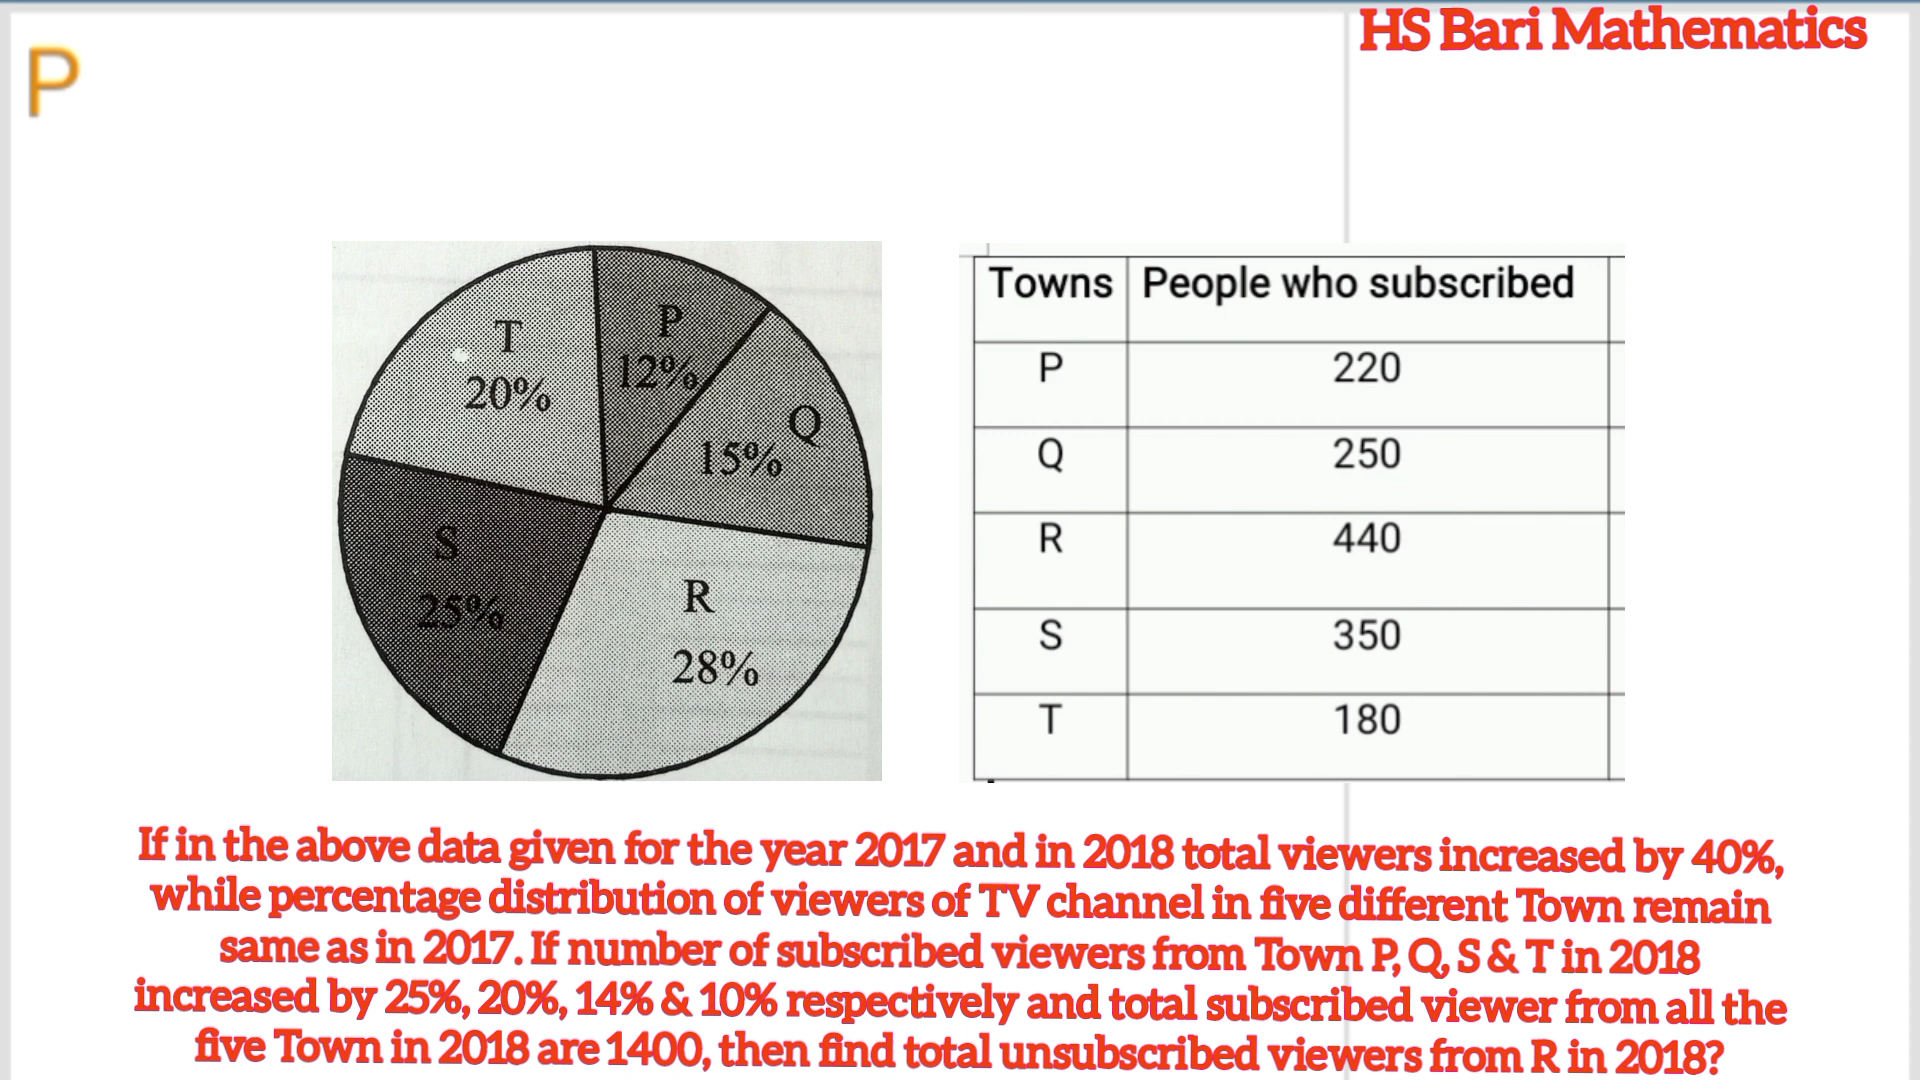 HS Bari Mathematics
P
T
20%
P
12%
Q
15%
S
25%
R
28%
Towns People who subscribed
P 220
Q 250
R 440
S 350
T 180
If in the above data given for the year 2017 and in 2018 total viewers increased by 40%,
while percentage distribution of viewers of TV channel in five different Town remain
same as in 2017. If number of subscribed viewers from Town P, Q, S & T in 2018
increased by 25%, 20%, 14% & 10% respectively and total subscribed viewer from all the
five Town in 2018 are 1400, then find total unsubscribed viewers from R in 2018?